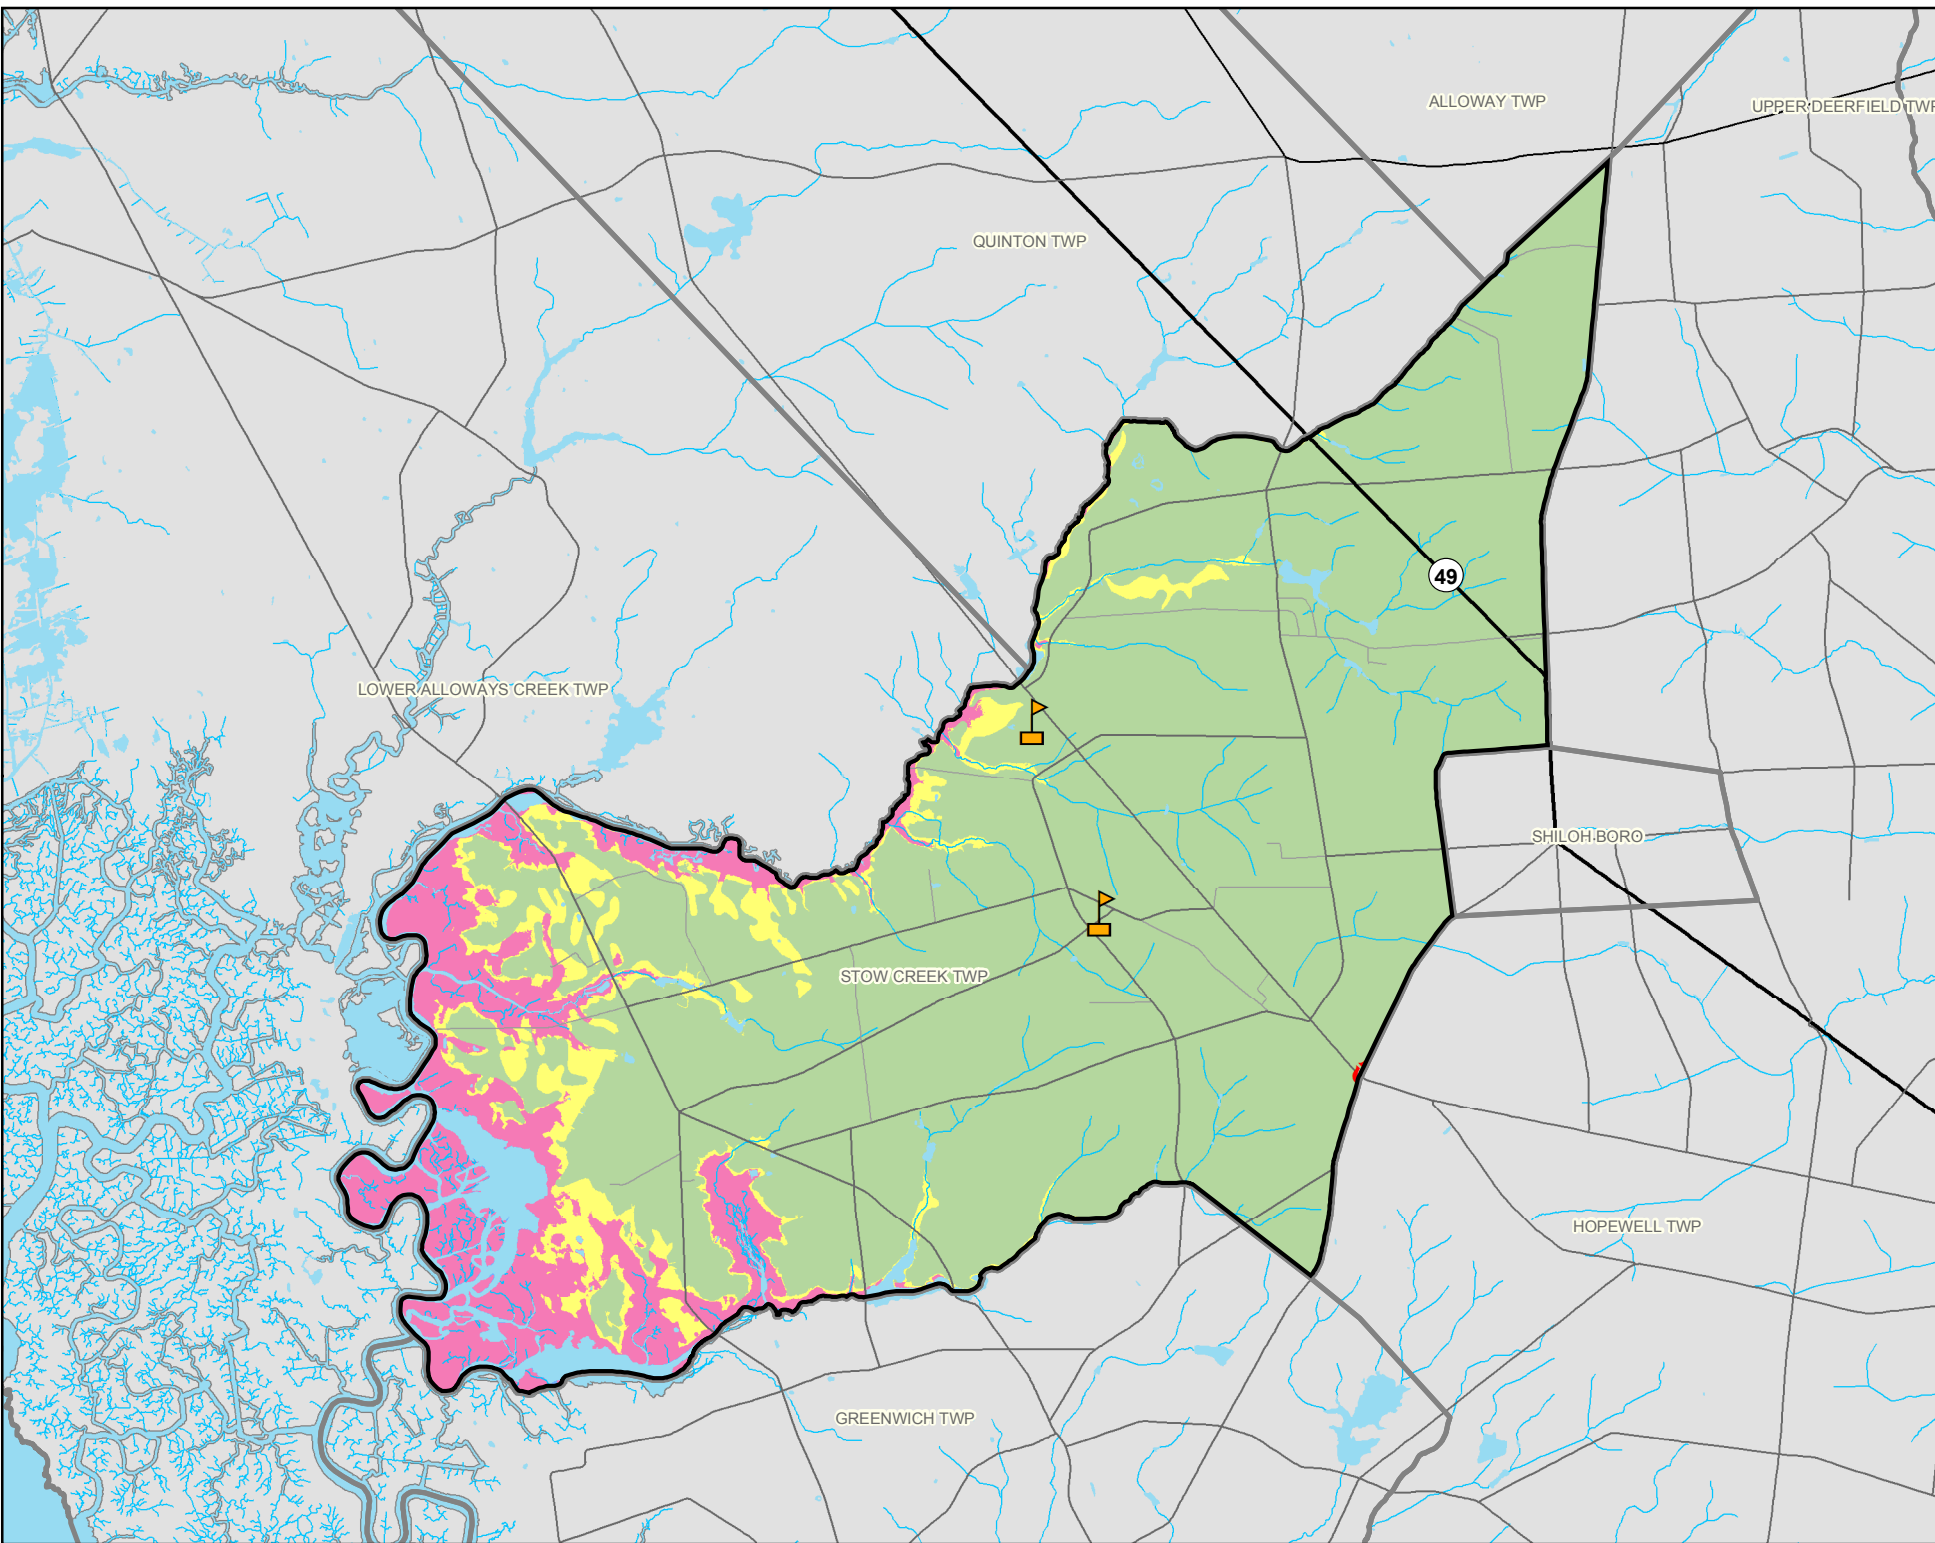 ALLOWAY TWP
UPPER DEERFIELD TWP
QUINTON TWP
49
LOWER ALLOWAYS CREEK TWP
SHILOH BORO
STOW CREEK TWP
HOPEWELL TWP
GREENWICH TWP